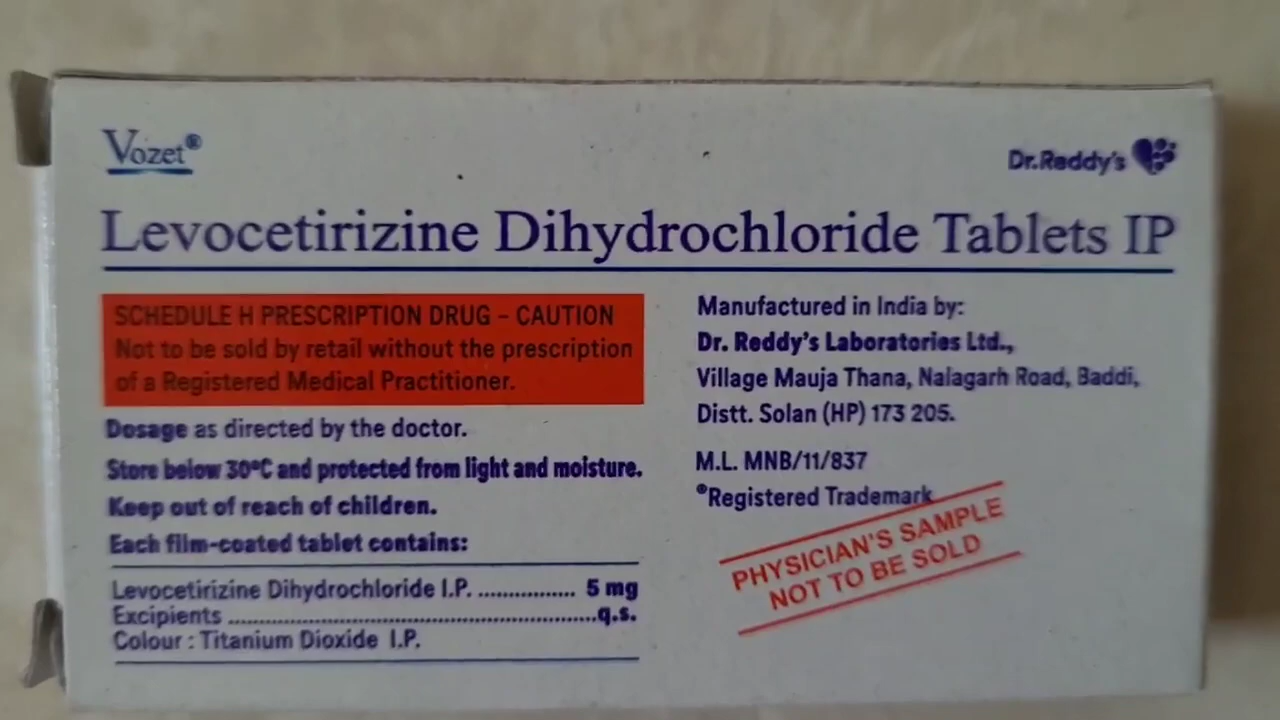 Vozet®
Dr.Reddy's
Levocetirizine Dihydrochloride Tablets IP
SCHEDULE H PRESCRIPTION DRUG – CAUTION
Not to be sold by retail without the prescription
of a Registered Medical Practitioner.
Dosage as directed by the doctor.
Store below 30°C and protected from light and moisture.
Keep out of reach of children.
Each film-coated tablet contains:
Levocetirizine Dihydrochloride I.P. ................ 5 mg
Excipients ..............................................................q.s.
Colour : Titanium Dioxide I.P.
Manufactured in India by:
Dr. Reddy's Laboratories Ltd.,
Village Mauja Thana, Nalagarh Road, Baddi,
Distt. Solan (HP) 173 205.
M.L. MNB/11/837
®Registered Trademark
PHYSICIAN'S SAMPLE
NOT TO BE SOLD